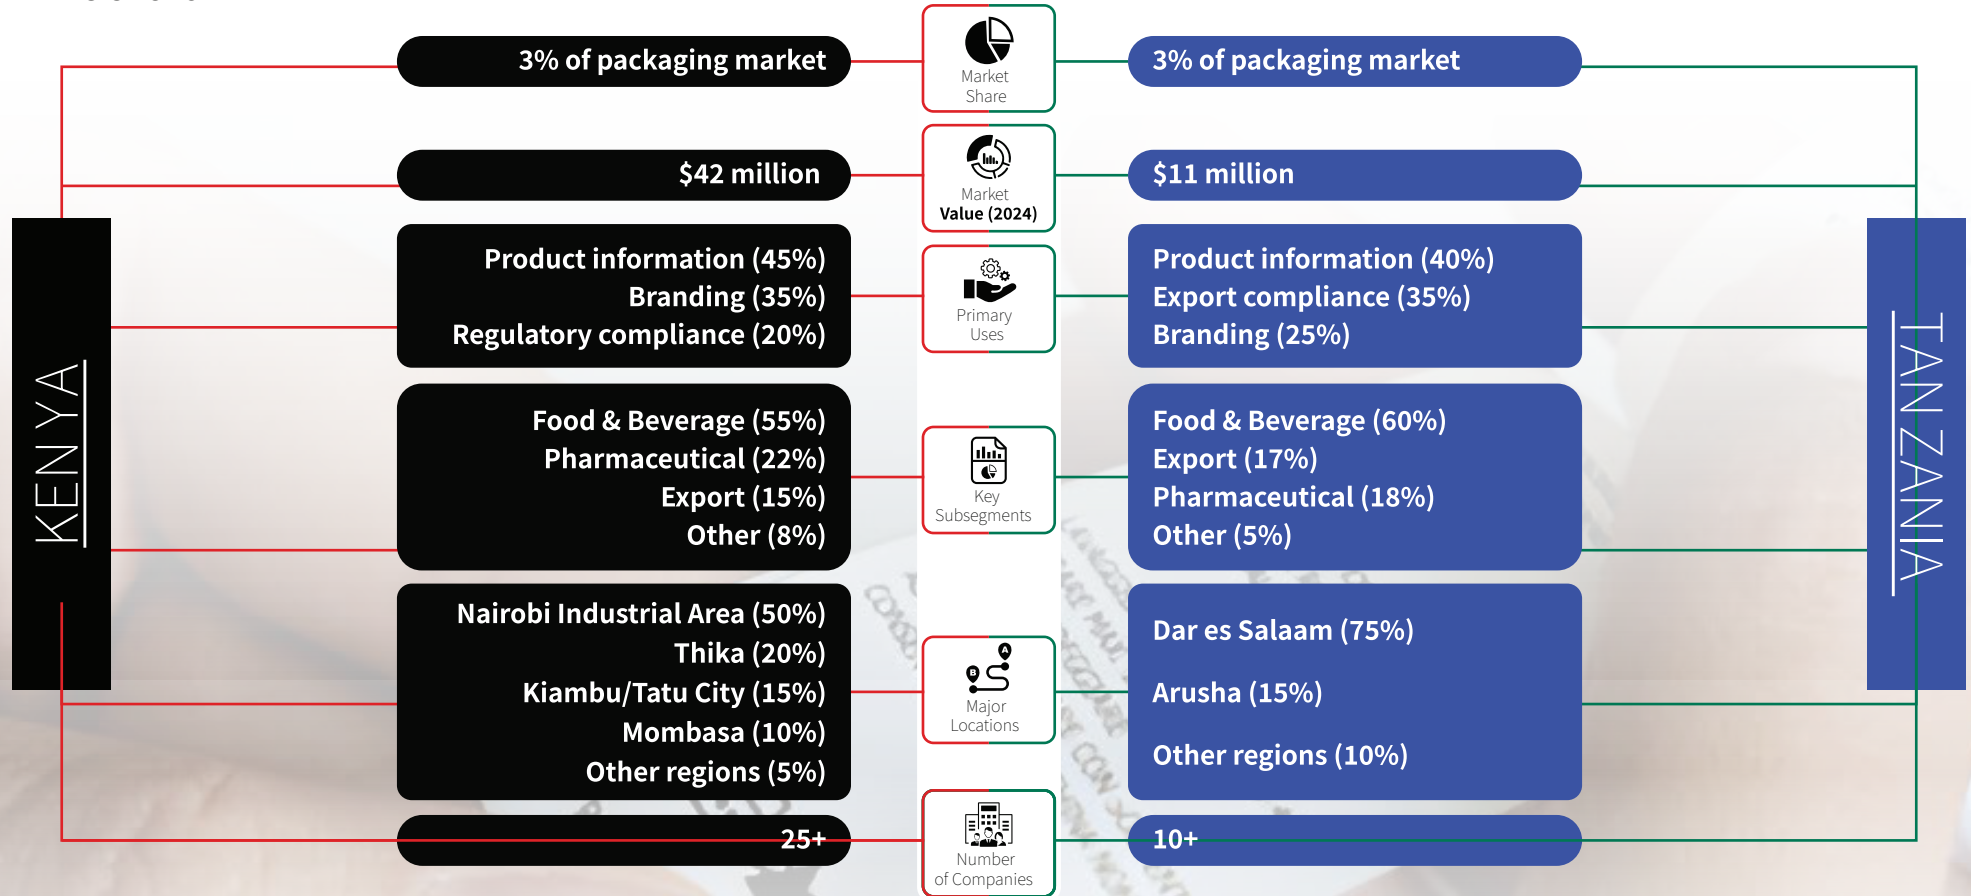 KENYA
3% of packaging market
Market
Share
3% of packaging market
$42 million
Market
Value (2024)
$11 million
Product information (45%)
Branding (35%)
Regulatory compliance (20%)
Primary
Uses
Product information (40%)
Export compliance (35%)
Branding (25%)
Food & Beverage (55%)
Pharmaceutical (22%)
Export (15%)
Other (8%)
Key
Subsegments
Food & Beverage (60%)
Export (17%)
Pharmaceutical (18%)
Other (5%)
Nairobi Industrial Area (50%)
Thika (20%)
Kiambu/Tatu City (15%)
Mombasa (10%)
Other regions (5%)
A
B
Major
Locations
Dar es Salaam (75%)
Arusha (15%)
Other regions (10%)
25+
Number
of Companies
10+
TANZANIA